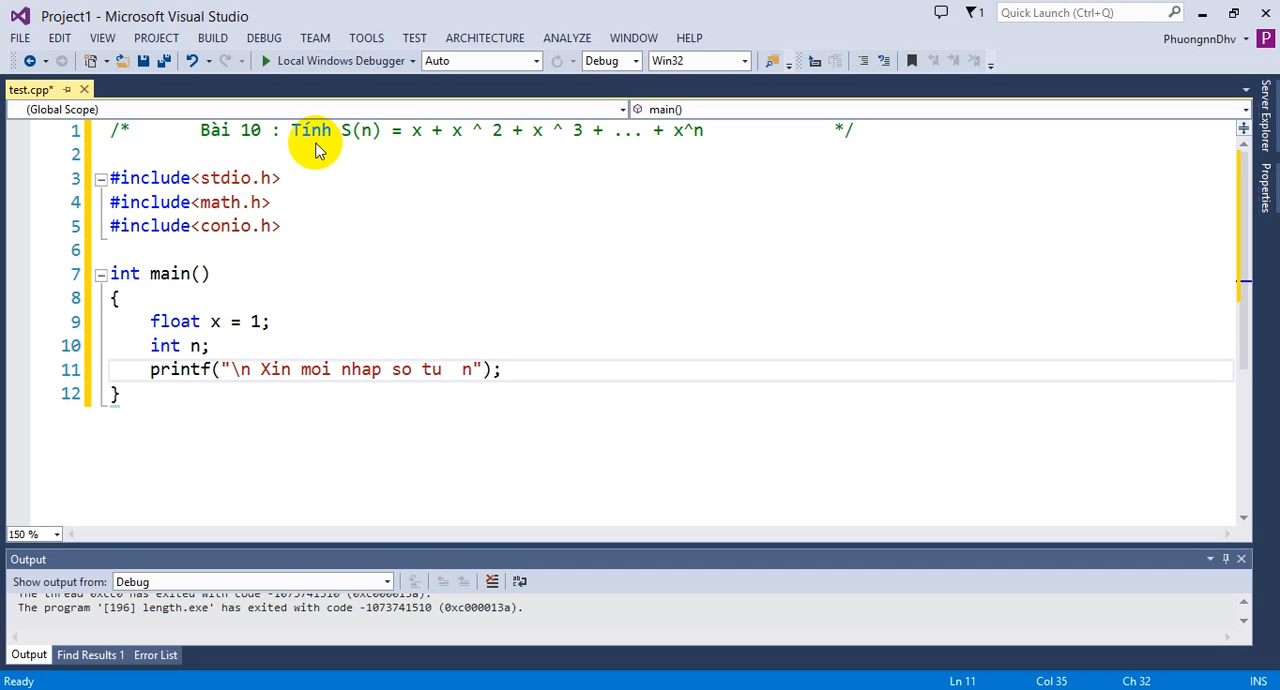 Project1 - Microsoft Visual Studio
1
Quick Launch (Ctrl+Q)
FILE EDIT VIEW PROJECT BUILD DEBUG TEAM TOOLS TEST ARCHITECTURE ANALYZE WINDOW HELP
PhuongnnDhv P
Local Windows Debugger Auto Debug Win32
test.cpp*
(Global Scope) main()
1 /* Bài 10 : Tính S(n) = x + x ^ 2 + x ^ 3 + ... + x^n */
2
3 #include<stdio.h>
4 #include<math.h>
5 #include<conio.h>
6
7 int main()
8 {
9 float x = 1;
10 int n;
11 printf("\n Xin moi nhap so tu  n");
12 }
Server Explorer
Properties
150 %
Output
Show output from: Debug
The thread 0xcc0 has exited with code -1073741510 (0xc000013a).
The program '[196] length.exe' has exited with code -1073741510 (0xc000013a).
Output Find Results 1 Error List
Ready Ln 11 Col 35 Ch 32 INS